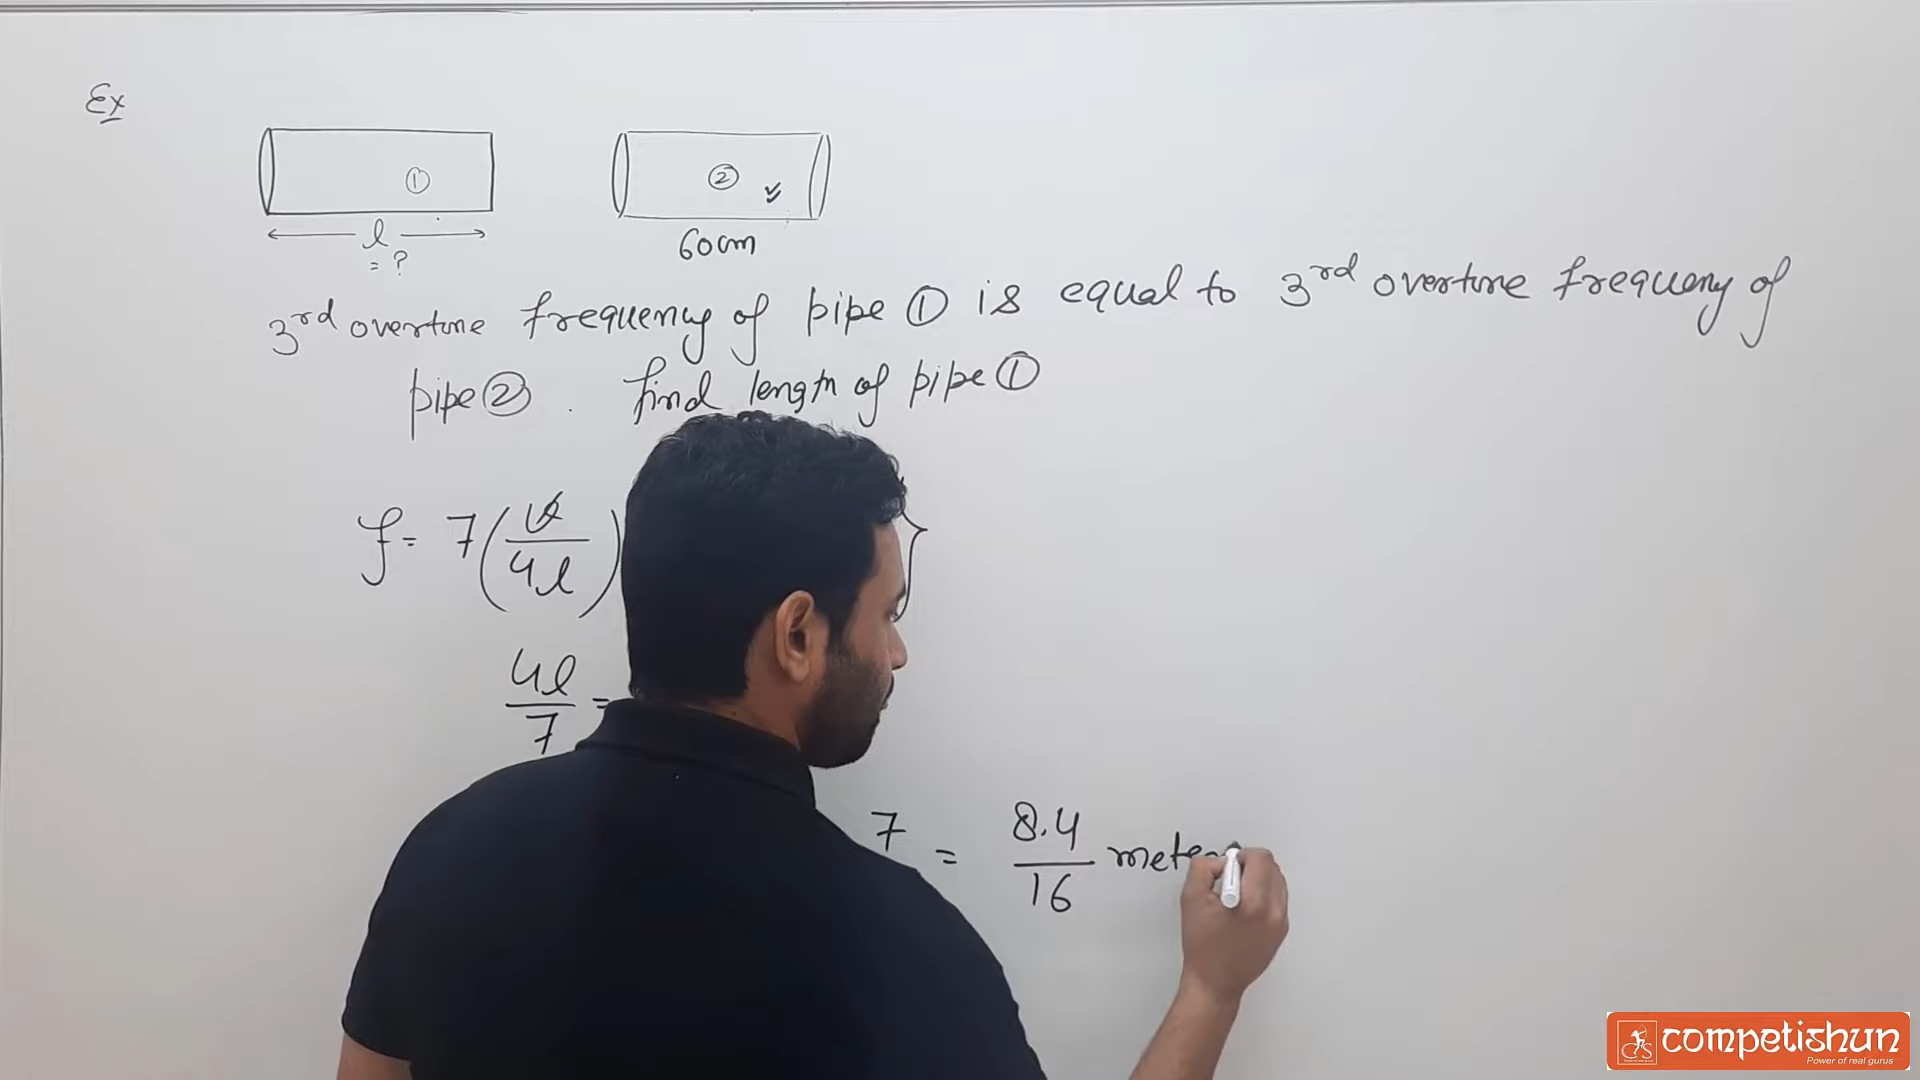 Ex
① ②
l 60cm
= ?
3rd overtone frequency of pipe ① is equal to 3rd overtone frequency of
pipe ② . find length of pipe ①
f = 7(v/4l)
4l/7 =
7 = 8.4/16 meter
competishun
Power of real gurus